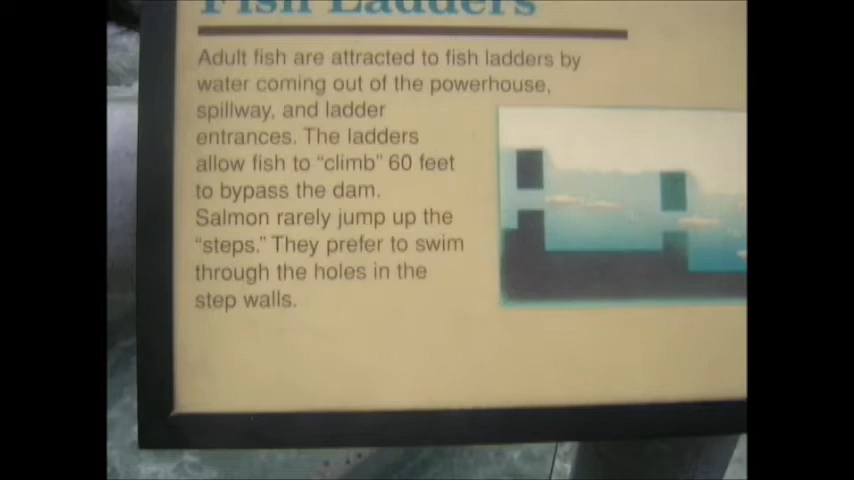 Fish Ladders
Adult fish are attracted to fish ladders by
water coming out of the powerhouse,
spillway, and ladder
entrances. The ladders
allow fish to “climb” 60 feet
to bypass the dam.
Salmon rarely jump up the
“steps.” They prefer to swim
through the holes in the
step walls.